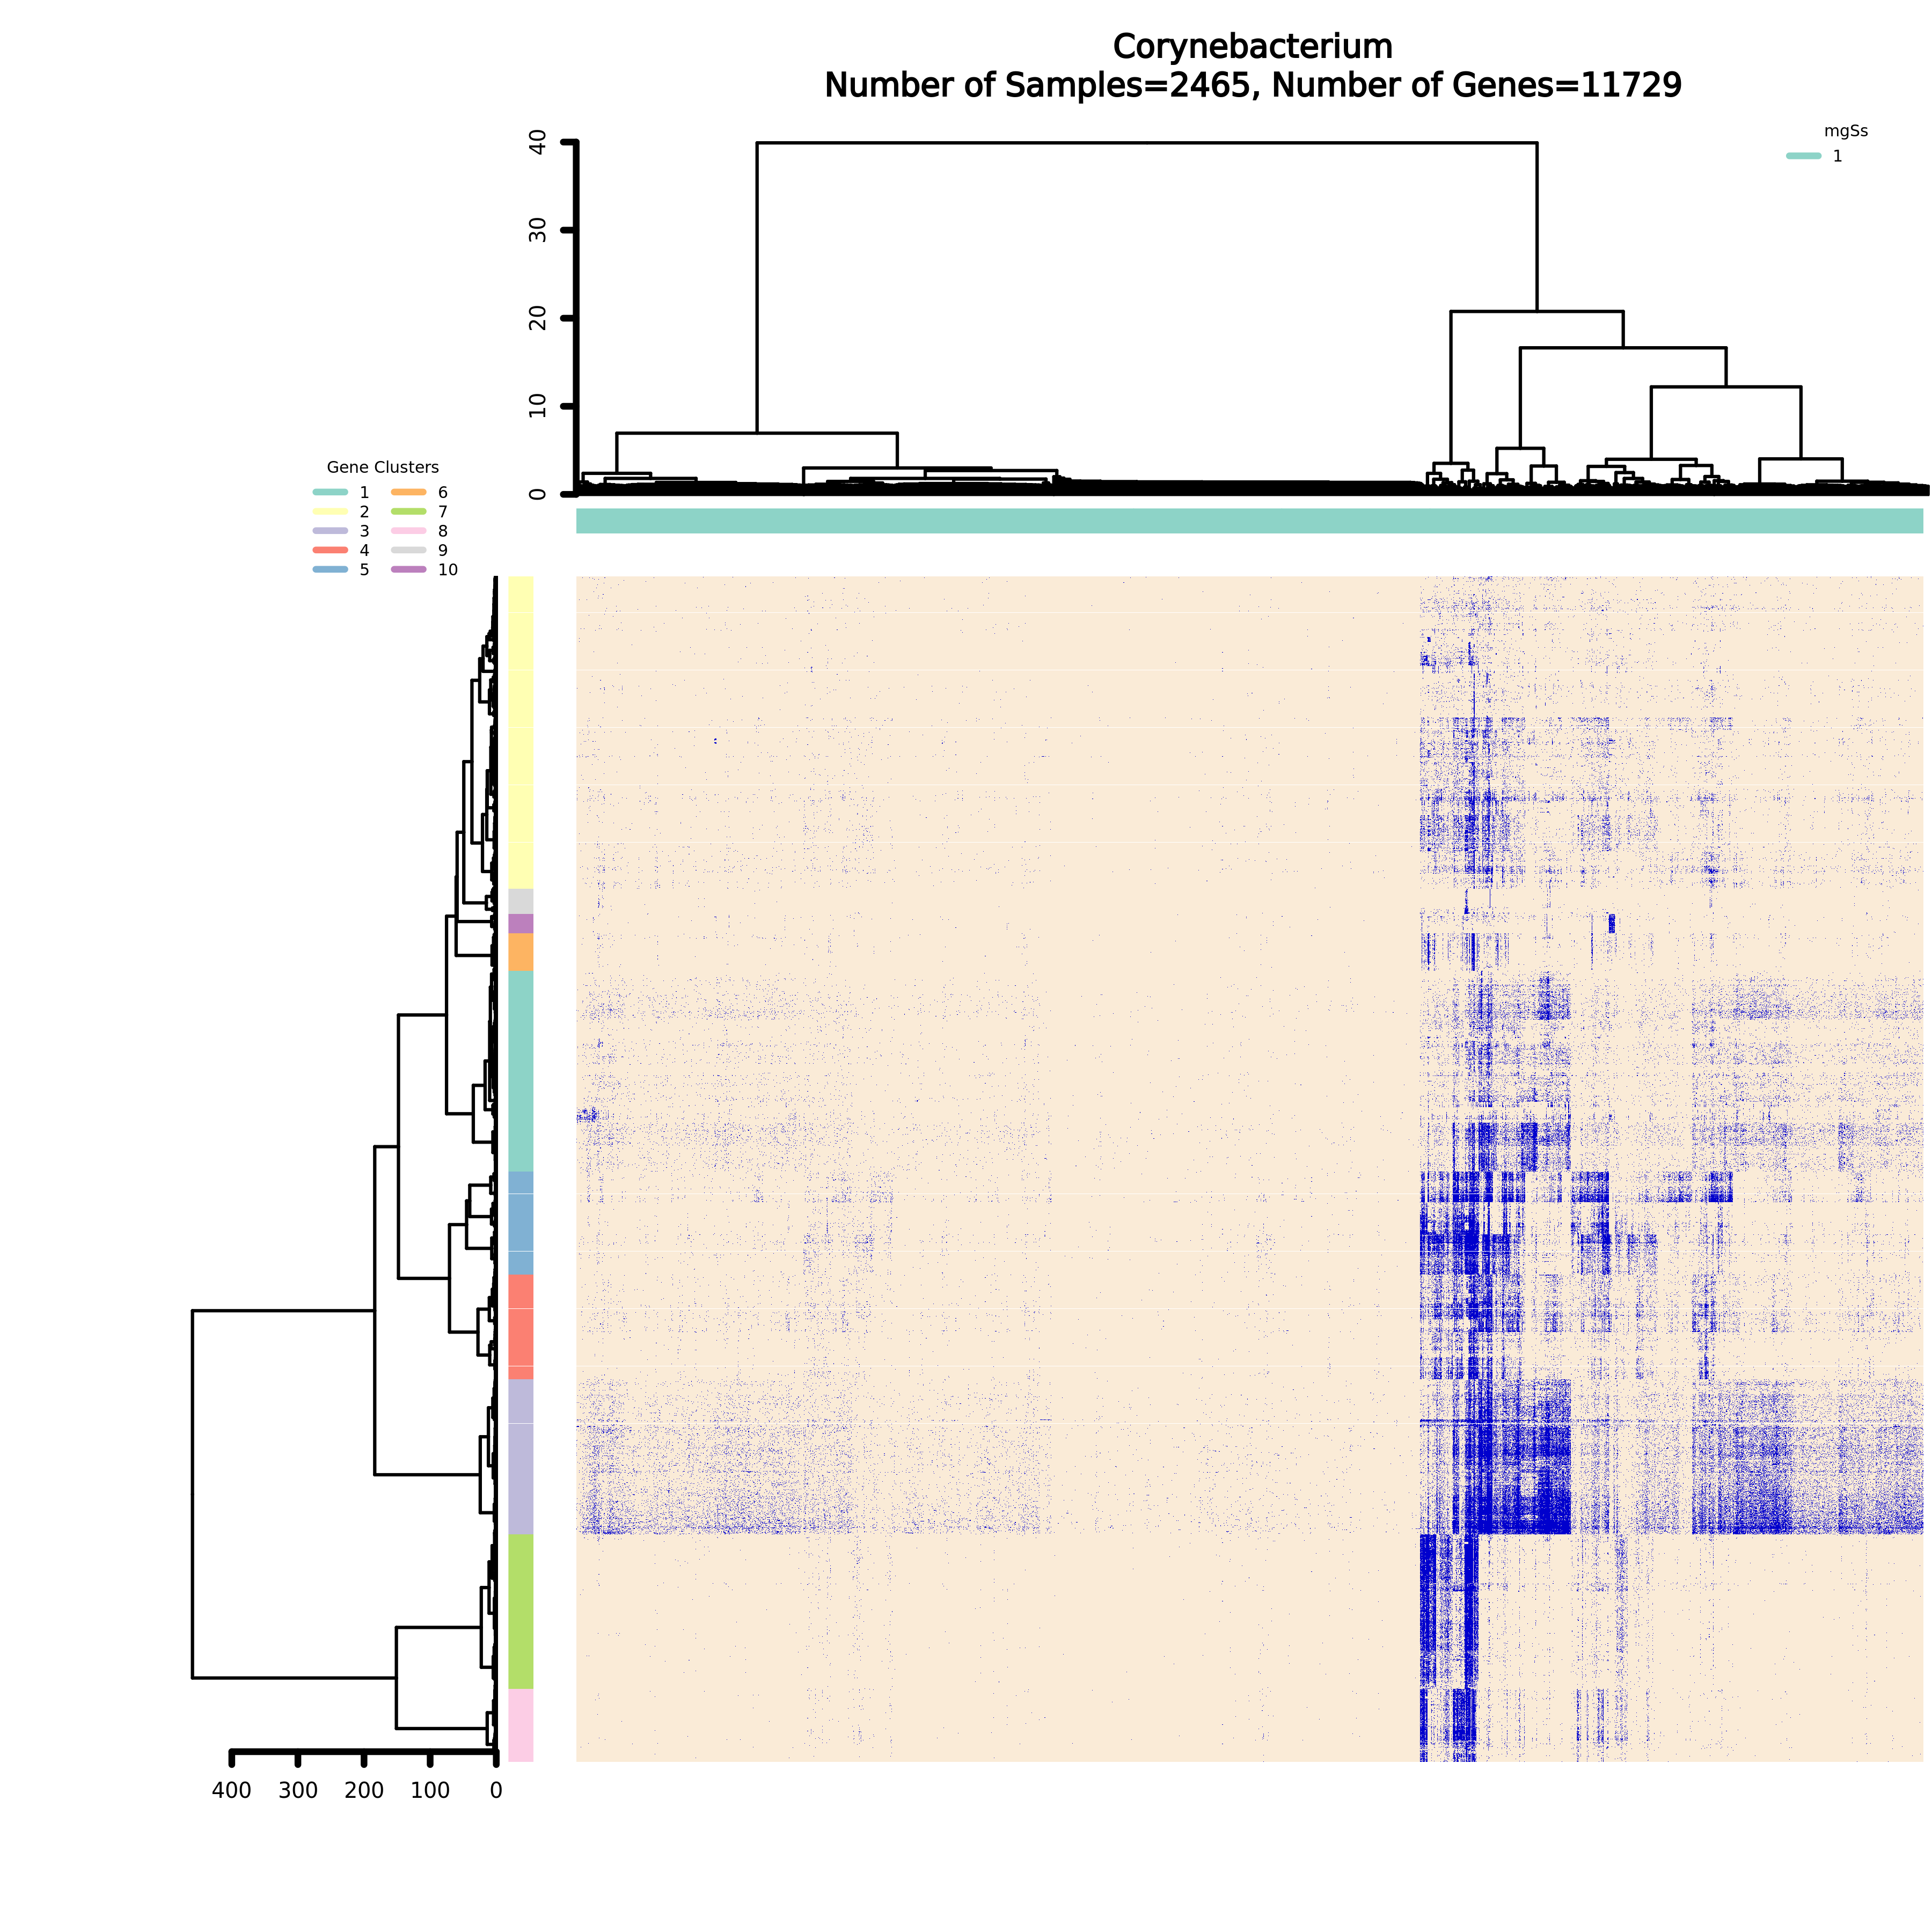 Corynebacterium
Number of Samples=2465, Number of Genes=11729
mgSs
1
40
30
20
10
0
Gene Clusters
1 6
2 7
3 8
4 9
5 10
400 300 200 100 0